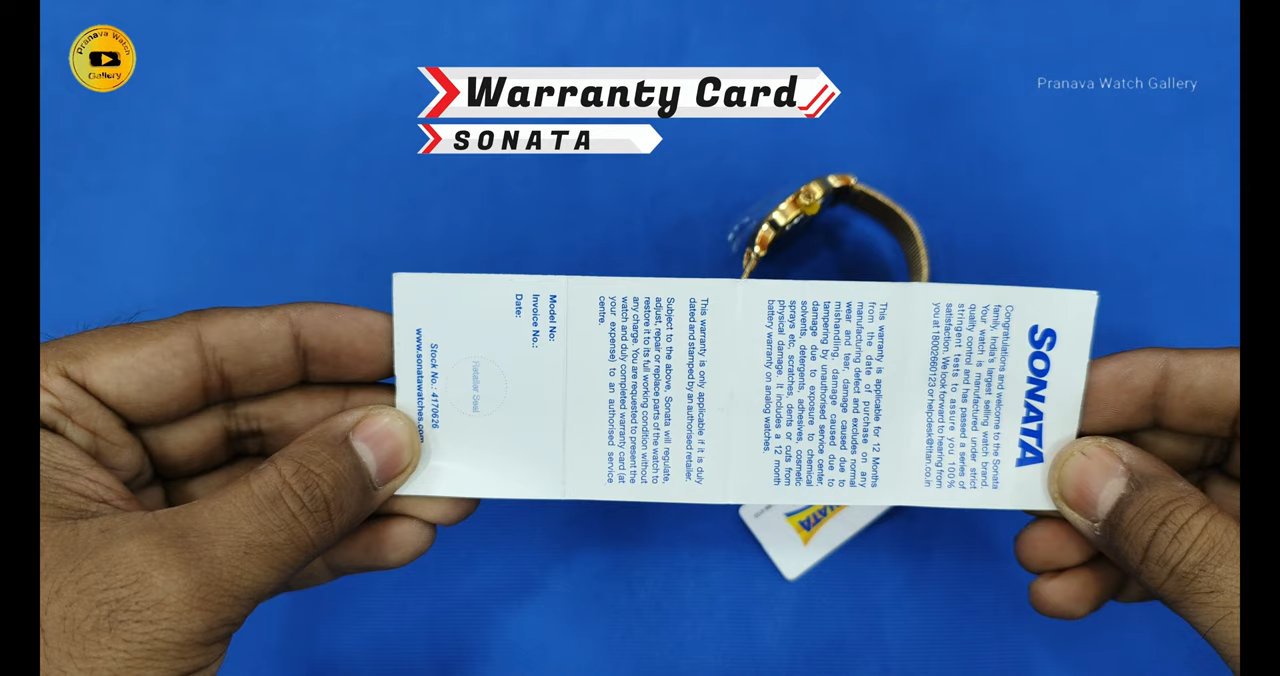 Pranava Watch
Gallery
Warranty Card
SONATA
Pranava Watch Gallery
SONATA
Congratulations and welcome to the Sonata
family, India's largest selling watch brand.
Your watch is manufactured under strict
quality control and has passed a series of
stringent tests to assure you 100%
satisfaction. We look forward to hearing from
you at 18002660123 or helpdesk@titan.co.in
This warranty is applicable for 12 Months
from the date of purchase on any
manufacturing defect and excludes normal
wear and tear, damage caused due to
mishandling, damage caused due to
tampering by unauthorised service center,
damage due to exposure to chemical
solvents, detergents, adhesives, cosmetic
sprays etc, scratches, dents or cuts from
physical damage. It includes a 12 month
battery warranty on analog watches.
This warranty is only applicable if it is duly
dated and stamped by an authorised retailer.
Subject to the above, Sonata will regulate,
adjust, repair or replace parts of the watch to
restore it to its full working condition without
any charge. You are requested to present the
watch and duly completed warranty card (at
your expense) to an authorised service
centre.
Model No:
Invoice No.:
Date:
Retailer Seal
Stock No.: 4170626
www.sonatawatches.com
SONATA